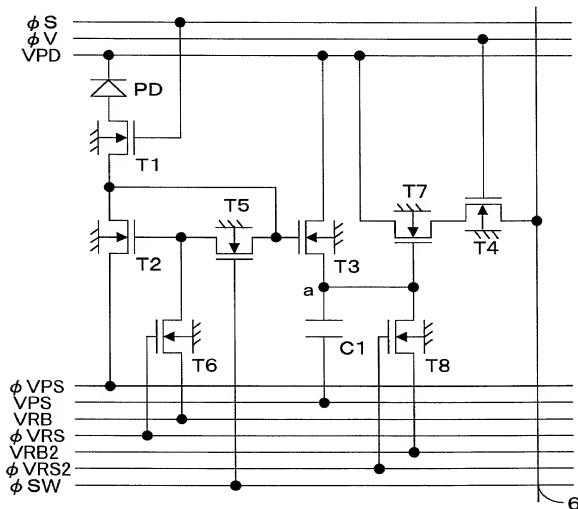 φS
φV
VPD
PD
T1
T5
T7
T4
T2
T3
a
C1
T6
T8
φVPS
VPS
VRB
φVRS
VRB2
φVRS2
φSW
6